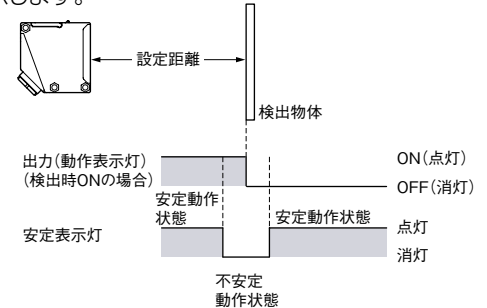 します。
設定距離
検出物体
出力（動作表示灯）
（検出時ONの場合）
ON（点灯）
OFF（消灯）
安定動作
状態
安定動作状態
安定表示灯
点灯
消灯
不安定
動作状態